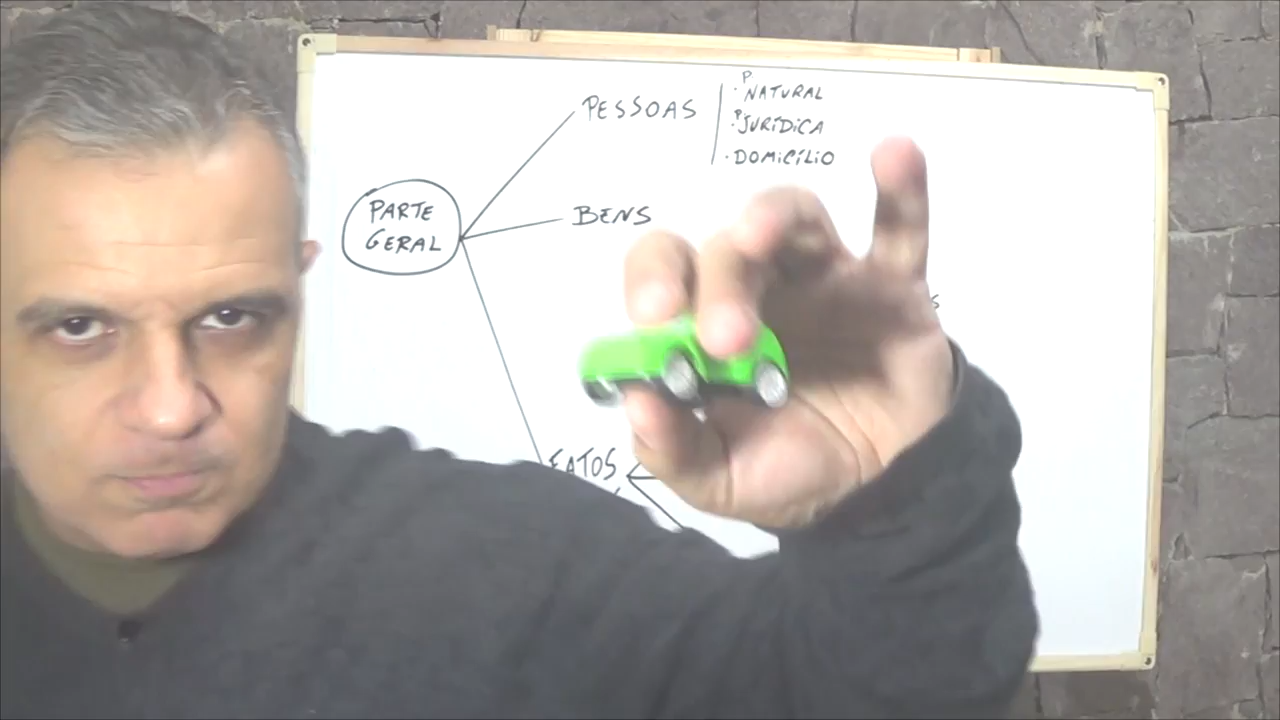 PESSOAS
P. NATURAL
P. JURÍDICA
. DOMICÍLIO
PARTE
GERAL
BENS
FATOS